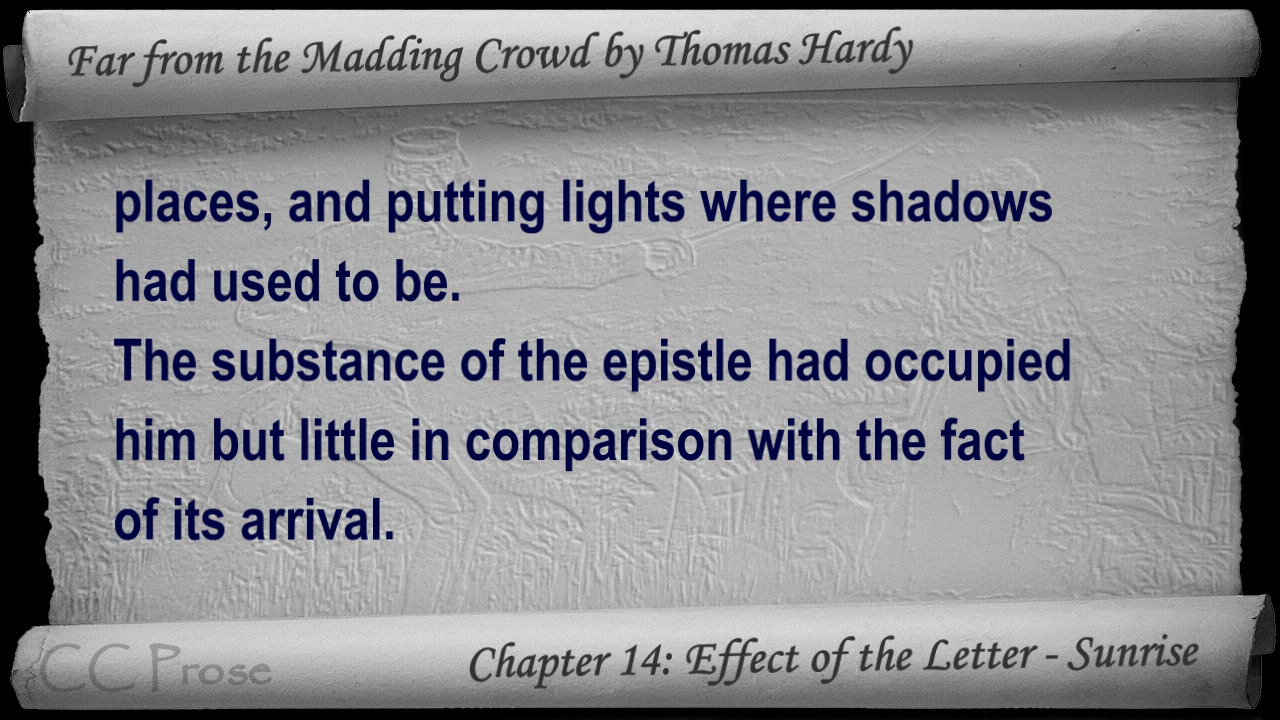 Far from the Madding Crowd by Thomas Hardy
places, and putting lights where shadows
had used to be.
The substance of the epistle had occupied
him but little in comparison with the fact
of its arrival.
CC Prose
Chapter 14: Effect of the Letter - Sunrise